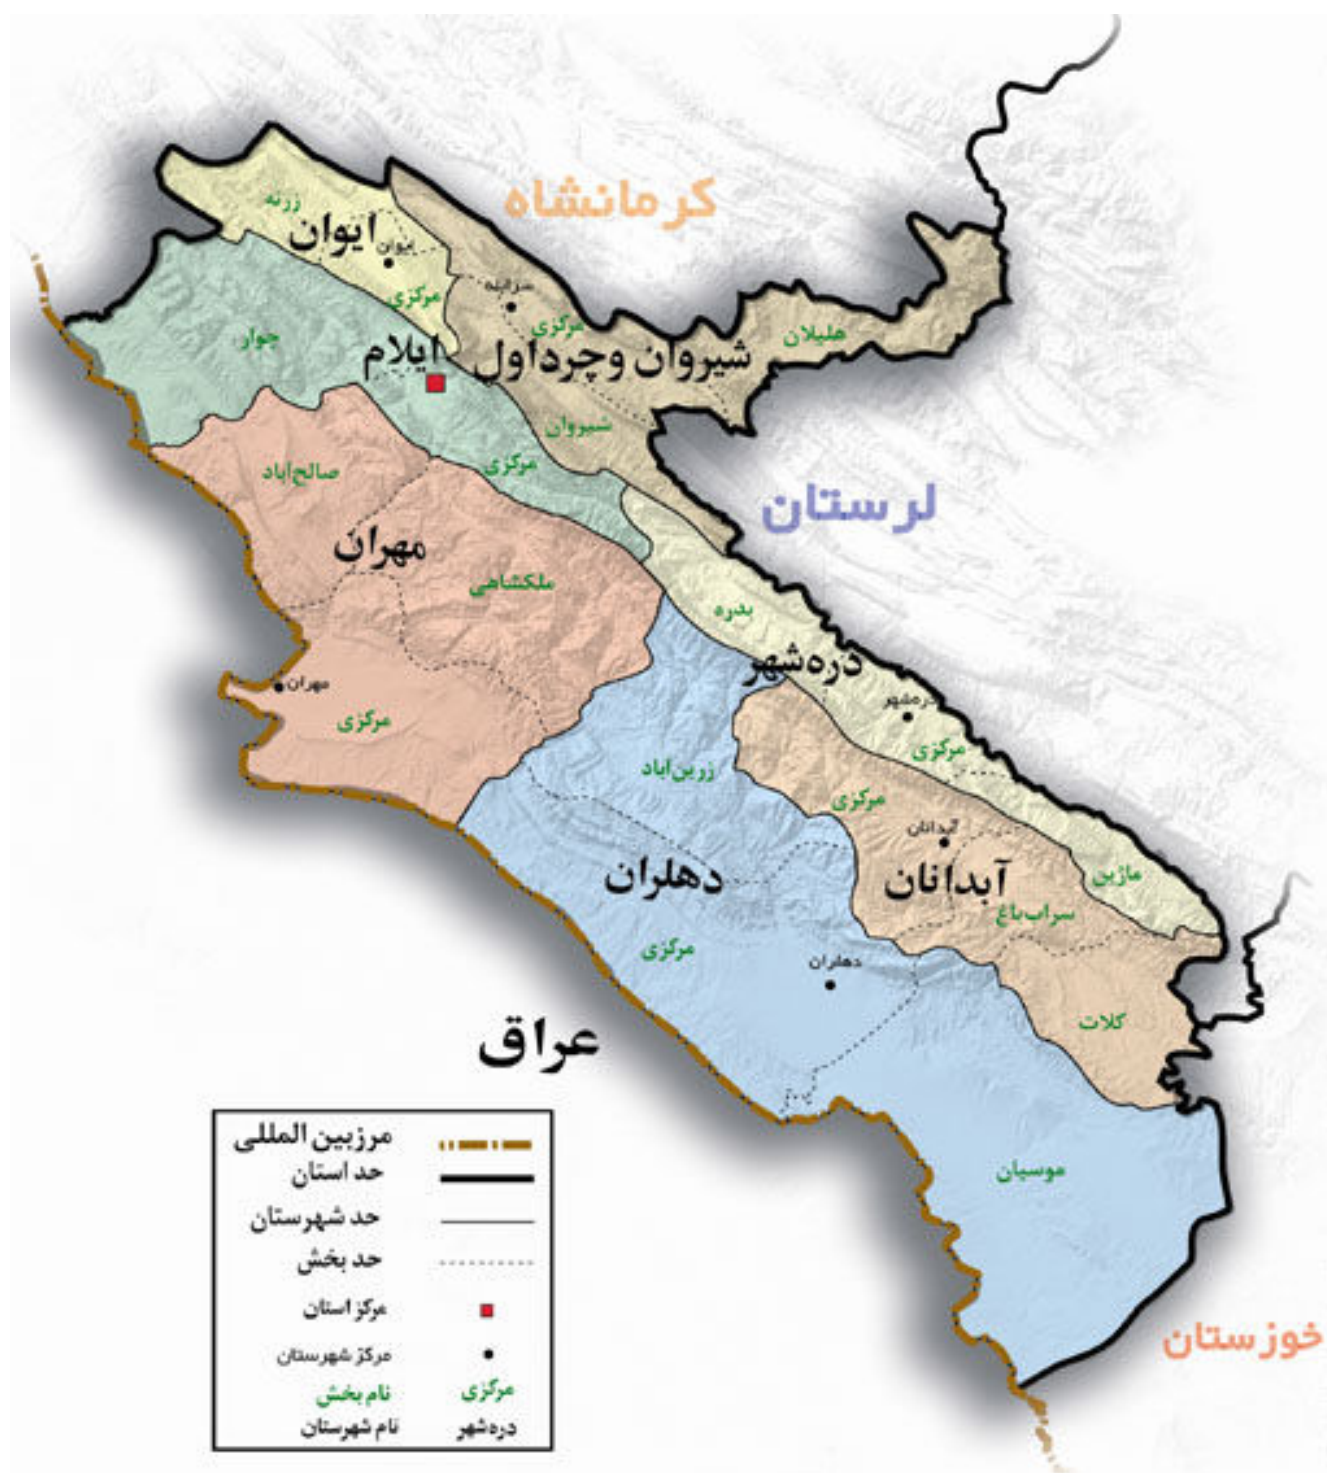 کرمانشاه
زرنه
ایوان
ایوان
مرکزی
سرابله
مرکزی
هلیلان
چوار
ایلام
شیروان وچرداول
شیروان
مرکزی
صالح‌آباد
لرستان
مهران
ملکشاهی
بدره
دره‌شهر
مهران
دره‌شهر
مرکزی
مرکزی
زرین‌آباد
مرکزی
آبدانان
دهلران
آبدانان
ماژین
سراب‌باغ
مرکزی
دهلران
کلات
عراق
موسیان
خوزستان
مرزبین المللی
حد استان
حد شهرستان
حد بخش
مرکز استان
مرکز شهرستان
مرکزی نام بخش
دره‌شهر نام شهرستان